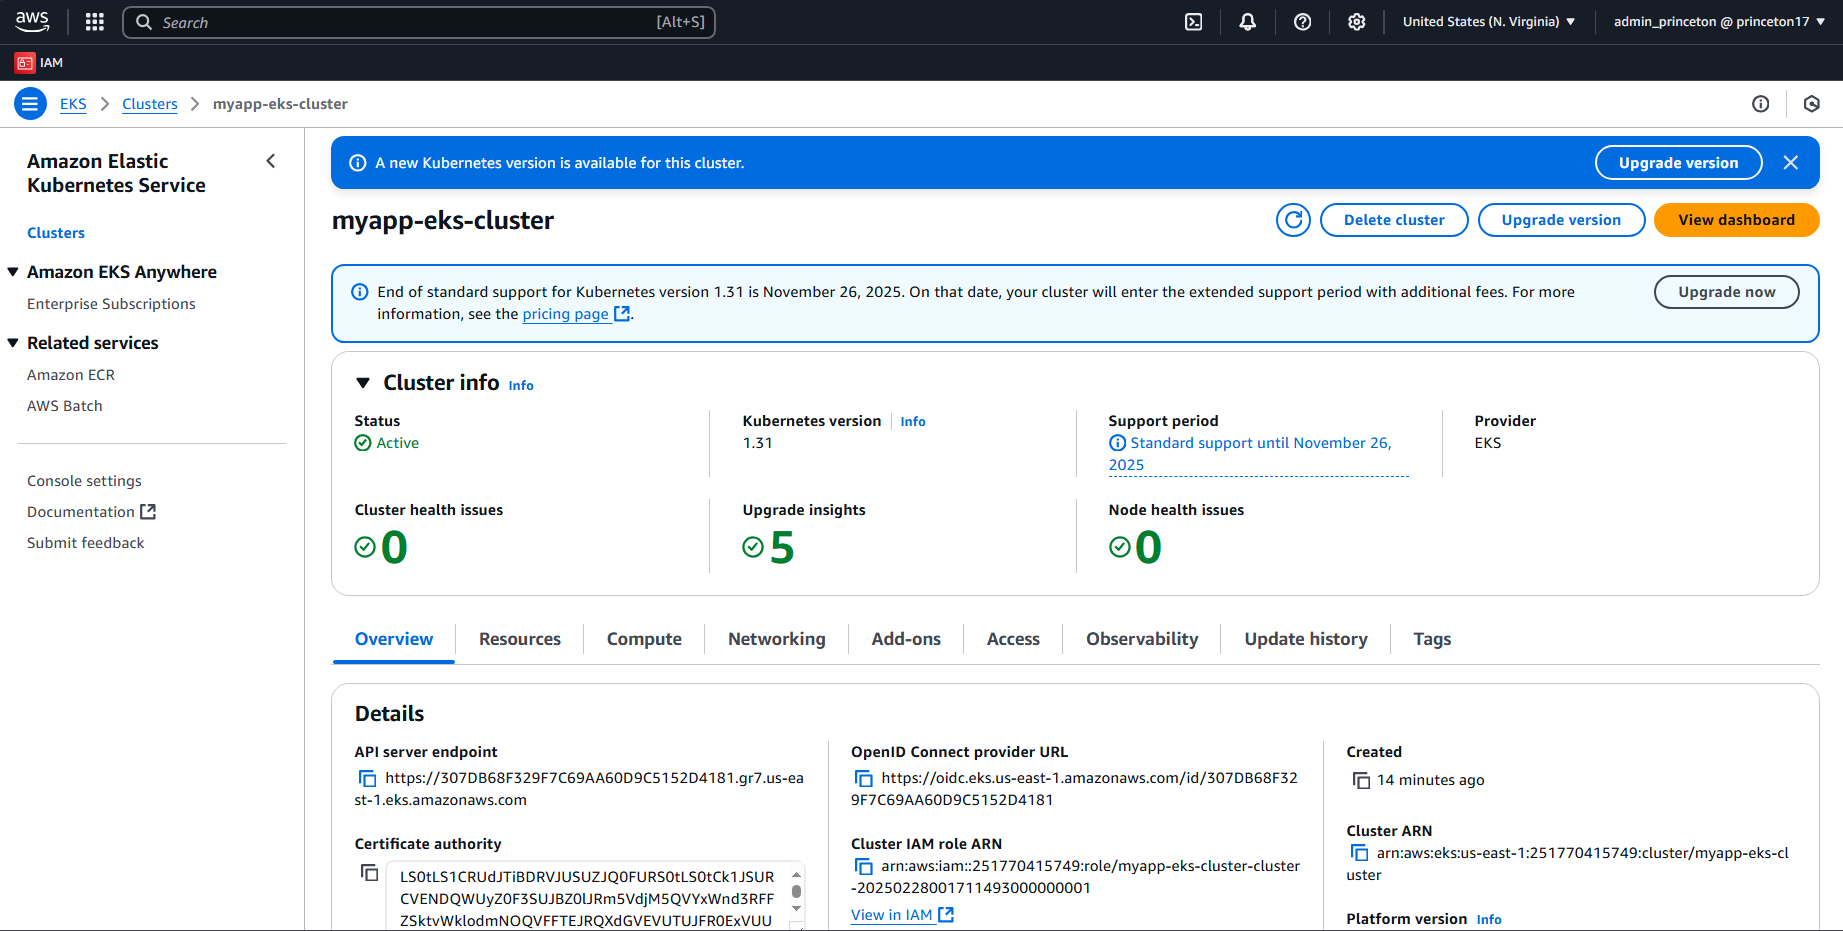 aws
Search [Alt+S]
United States (N. Virginia)
admin_princeton @ princeton17
IAM
EKS
Clusters
myapp-eks-cluster
Amazon Elastic
Kubernetes Service
Clusters
Amazon EKS Anywhere
Enterprise Subscriptions
Related services
Amazon ECR
AWS Batch
Console settings
Documentation
Submit feedback
A new Kubernetes version is available for this cluster.
Upgrade version
myapp-eks-cluster
Delete cluster
Upgrade version
View dashboard
End of standard support for Kubernetes version 1.31 is November 26, 2025. On that date, your cluster will enter the extended support period with additional fees. For more
information, see the pricing page.
Upgrade now
Cluster info Info
Status
Active
Kubernetes version Info
1.31
Support period
Standard support until November 26,
2025
Provider
EKS
Cluster health issues
0
Upgrade insights
5
Node health issues
0
Overview
Resources
Compute
Networking
Add-ons
Access
Observability
Update history
Tags
Details
API server endpoint
https://307DB68F329F7C69AA60D9C5152D4181.gr7.us-ea
st-1.eks.amazonaws.com
Certificate authority
LS0tLS1CRUdJTiBDRVJUSUZJQ0FURS0tLS0tCk1JSUR
CVENDQWUyZ0F3SUJBZ0lJRm5VdjM5QVYxWnd3RFF
ZSktvWklodmNOQVFFTEJRQXdGVEVUTUJFR0ExVUU
OpenID Connect provider URL
https://oidc.eks.us-east-1.amazonaws.com/id/307DB68F32
9F7C69AA60D9C5152D4181
Cluster IAM role ARN
arn:aws:iam::251770415749:role/myapp-eks-cluster-cluster
-20250228001711493000000001
View in IAM
Created
14 minutes ago
Cluster ARN
arn:aws:eks:us-east-1:251770415749:cluster/myapp-eks-cl
uster
Platform version Info